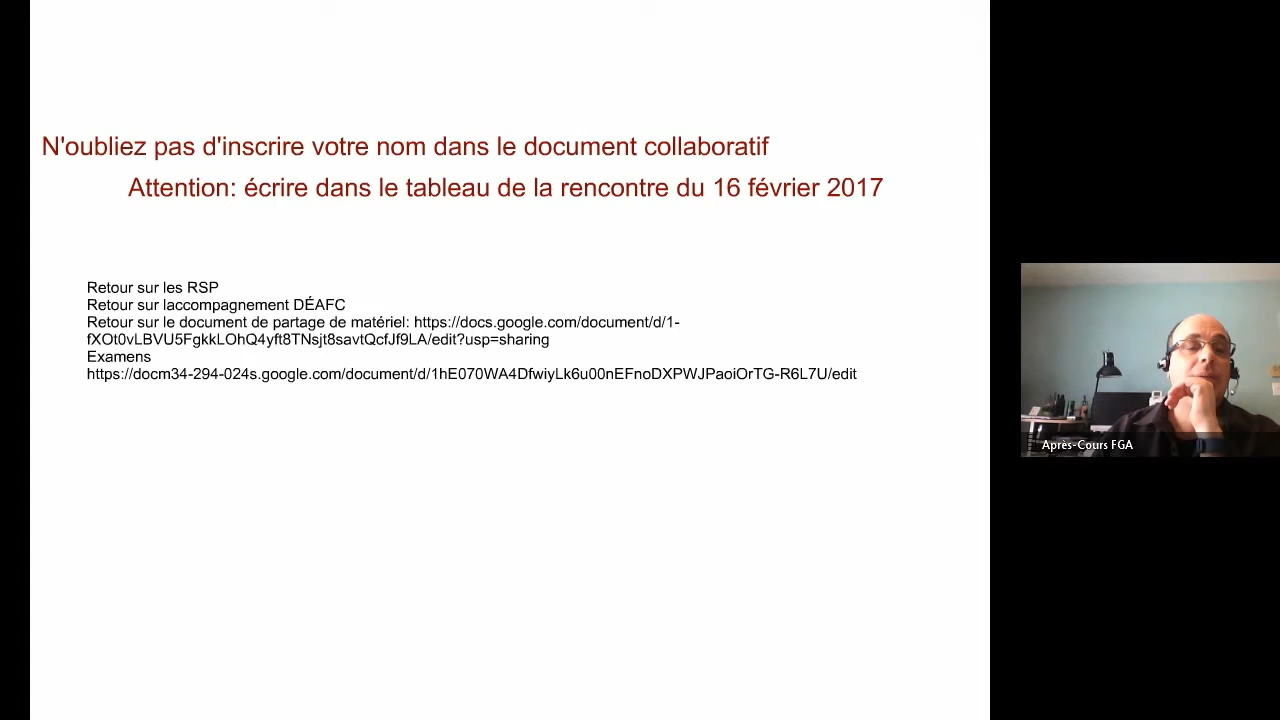 N'oubliez pas d'inscrire votre nom dans le document collaboratif
Attention: écrire dans le tableau de la rencontre du 16 février 2017
Retour sur les RSP
Retour sur laccompagnement DÉAFC
Retour sur le document de partage de matériel: https://docs.google.com/document/d/1-
fXOt0vLBVU5FgkkLOhQ4yft8TNsjt8savtQcfJf9LA/edit?usp=sharing
Examens
https://docm34-294-024s.google.com/document/d/1hE070WA4DfwiyLk6u00nEFnoDXPWJPaoiOrTG-R6L7U/edit
Après-Cours FGA